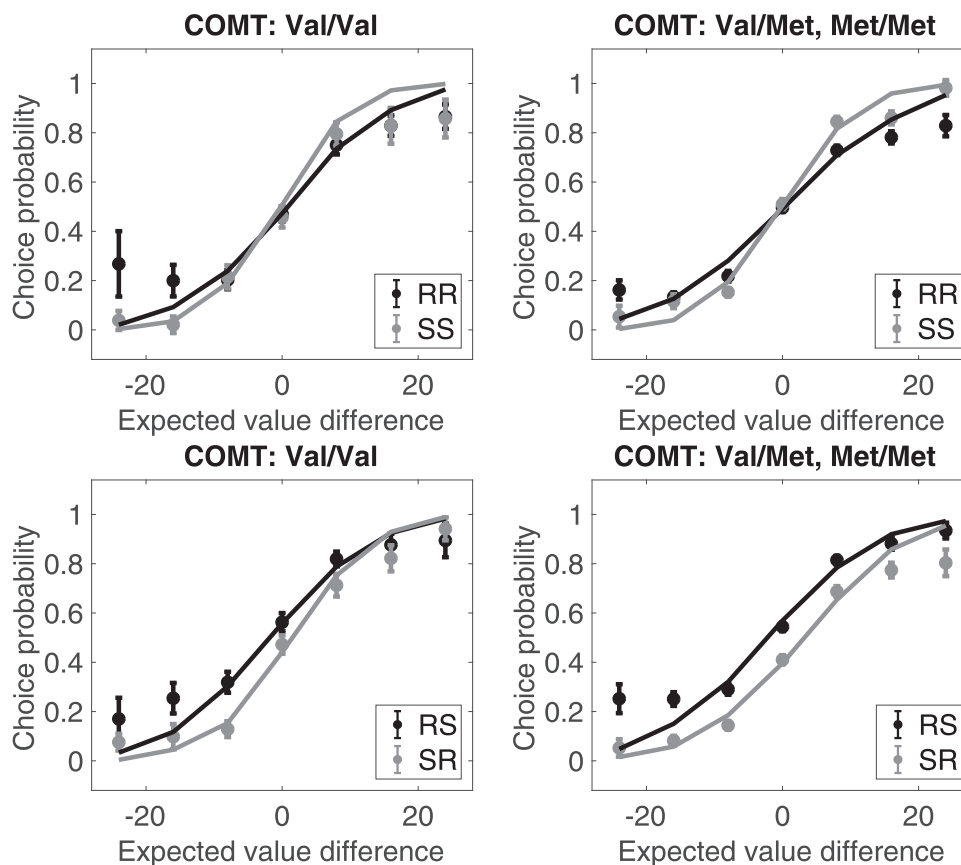 COMT: Val/Val
1
0.8
0.6
0.4
0.2
0
Choice probability
RR
SS
-20 0 20
Expected value difference
COMT: Val/Met, Met/Met
1
0.8
0.6
0.4
0.2
0
Choice probability
RR
SS
-20 0 20
Expected value difference
COMT: Val/Val
1
0.8
0.6
0.4
0.2
0
Choice probability
RS
SR
-20 0 20
Expected value difference
COMT: Val/Met, Met/Met
1
0.8
0.6
0.4
0.2
0
Choice probability
RS
SR
-20 0 20
Expected value difference